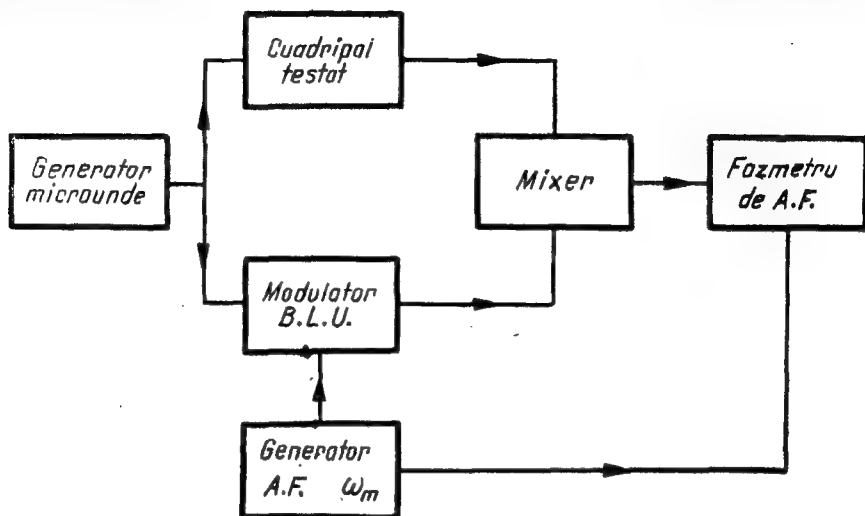 Cuadripol
testat
Generator
microunde
Mixer
Fazmetru
de A.F.
Modulator
B.L.U.
Generator
A.F. ωm